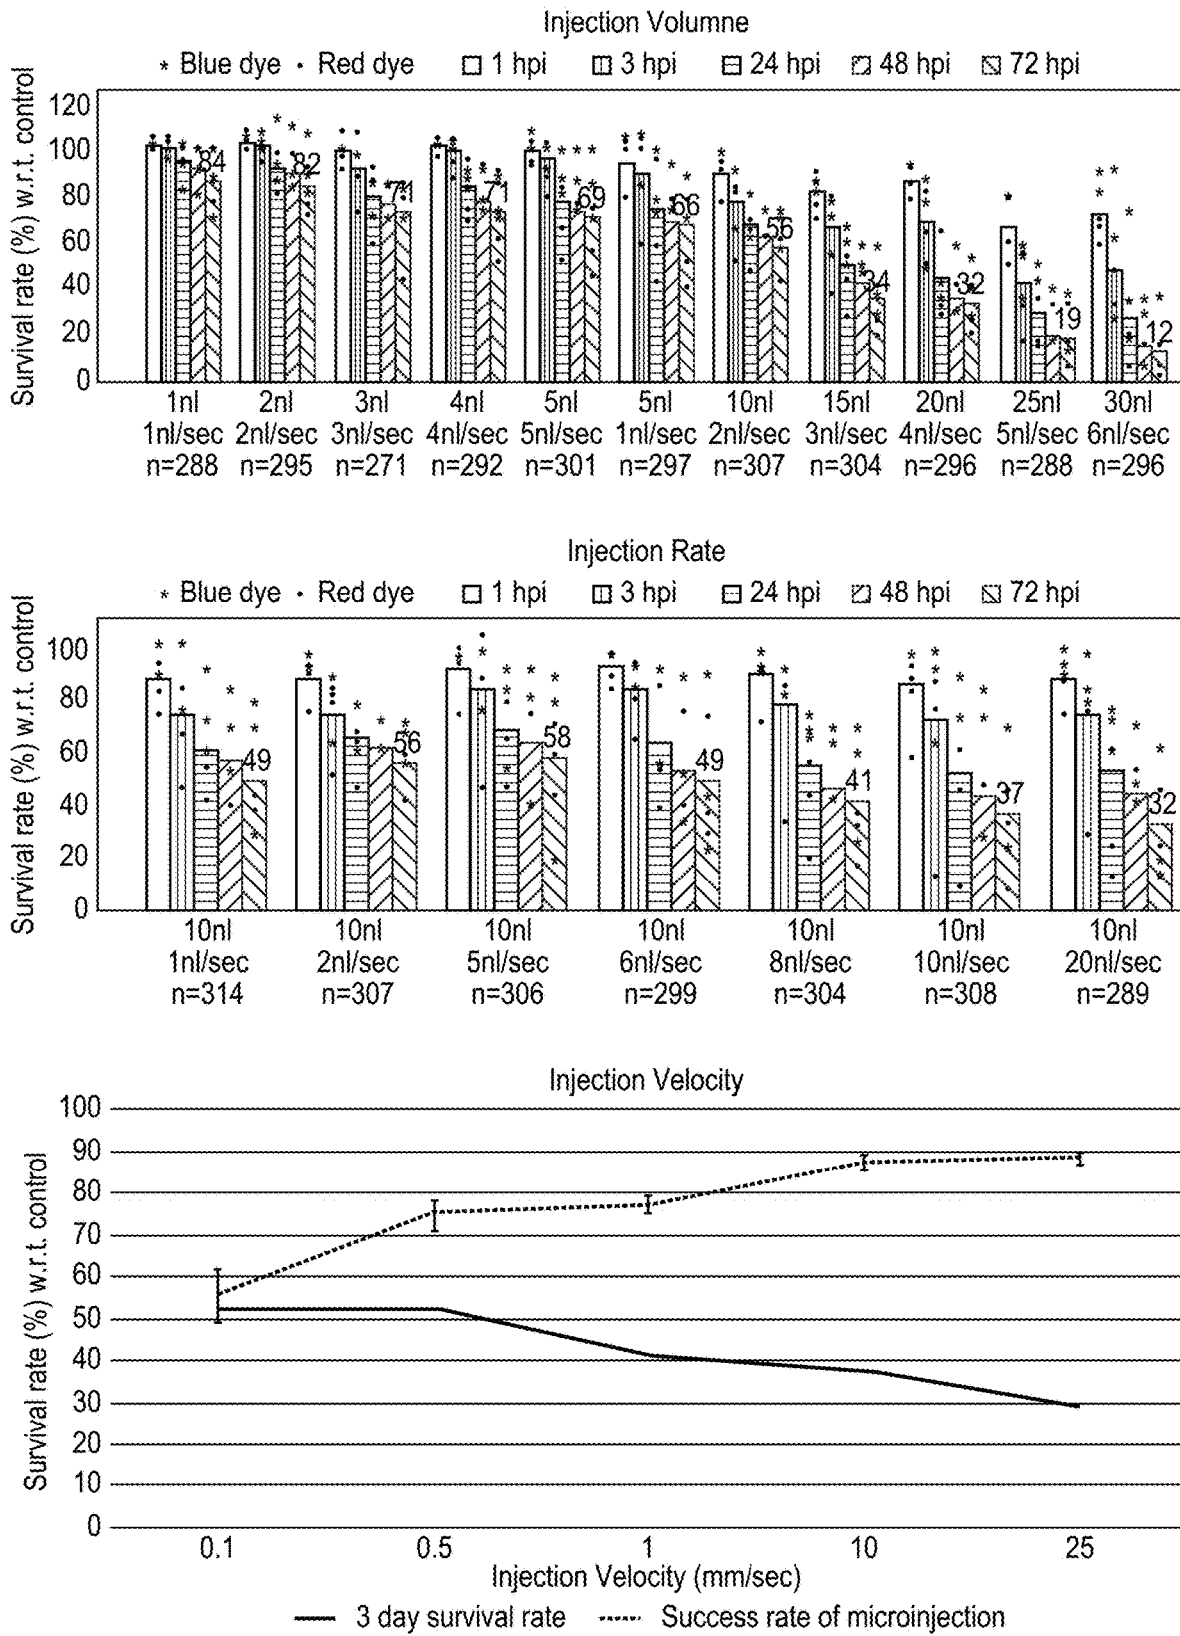 Injection Volumne
* Blue dye • Red dye 1 hpi 3 hpi 24 hpi 48 hpi 72 hpi
Survival rate (%) w.r.t. control
120
100
80
60
40
20
0
84 82 71 71 69 66 56 34 32 19 12
1nl 2nl 3nl 4nl 5nl 5nl 10nl 15nl 20nl 25nl 30nl
1nl/sec 2nl/sec 3nl/sec 4nl/sec 5nl/sec 1nl/sec 2nl/sec 3nl/sec 4nl/sec 5nl/sec 6nl/sec
n=288 n=295 n=271 n=292 n=301 n=297 n=307 n=304 n=296 n=288 n=296
Injection Rate
* Blue dye • Red dye 1 hpi 3 hpi 24 hpi 48 hpi 72 hpi
Survival rate (%) w.r.t. control
100
80
60
40
20
0
49 56 58 49 41 37 32
10nl 10nl 10nl 10nl 10nl 10nl 10nl
1nl/sec 2nl/sec 5nl/sec 6nl/sec 8nl/sec 10nl/sec 20nl/sec
n=314 n=307 n=306 n=299 n=304 n=308 n=289
Injection Velocity
Survival rate (%) w.r.t. control
100
90
80
70
60
50
40
30
20
10
0
0.1 0.5 1 10 25
Injection Velocity (mm/sec)
3 day survival rate Success rate of microinjection